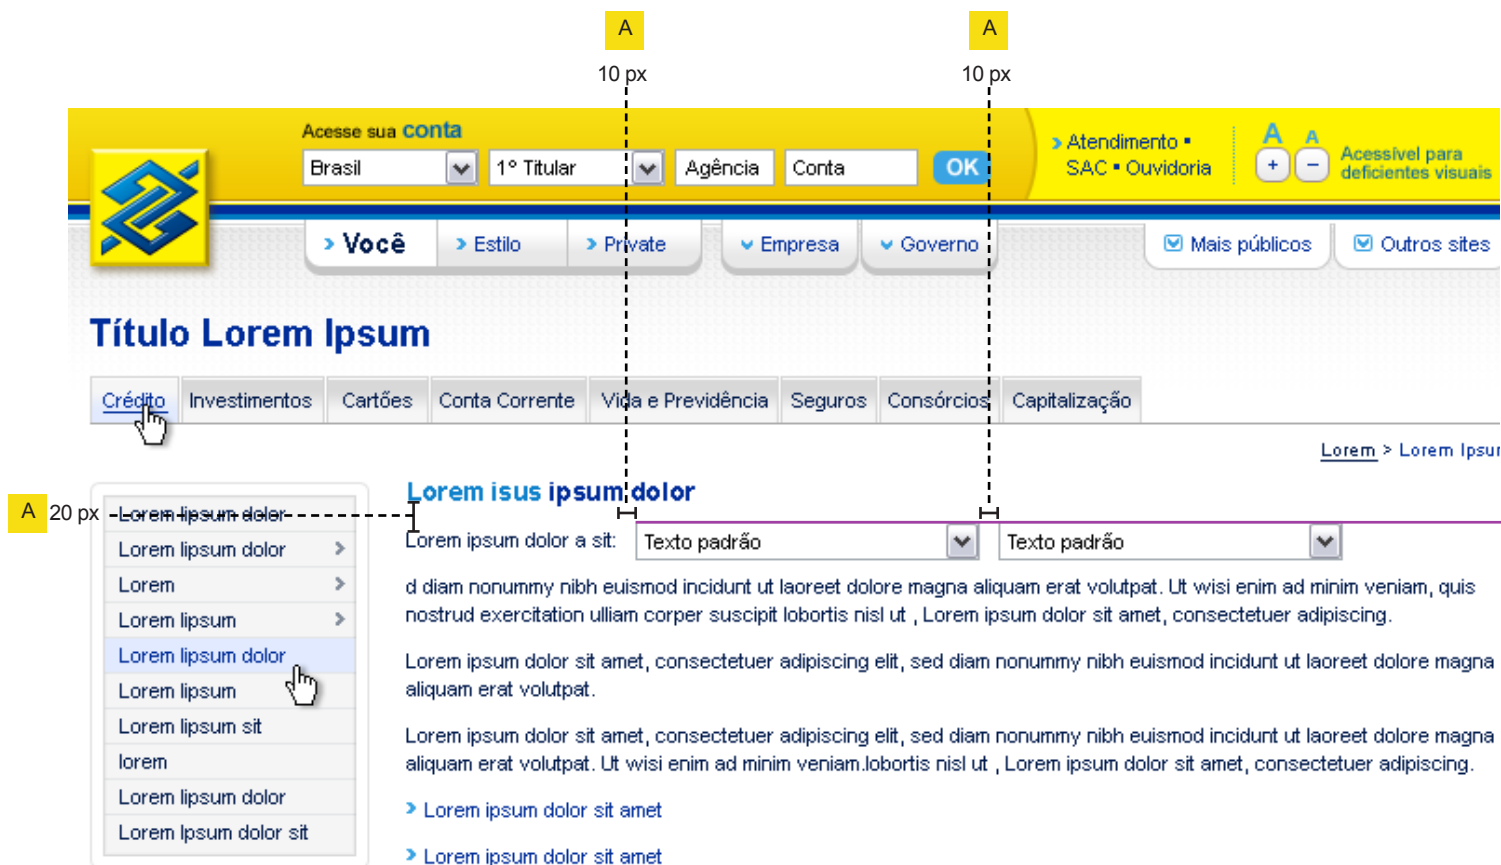 A A
10 px 10 px
Acesse sua conta
Brasil 1º Titular Agência Conta OK
Atendimento ▪
SAC ▪ Ouvidoria
A A
+ −
Acessível para
deficientes visuais
Você Estilo Private Empresa Governo Mais públicos Outros sites
Título Lorem Ipsum
Crédito Investimentos Cartões Conta Corrente Vida e Previdência Seguros Consórcios Capitalização
Lorem > Lorem Ipsum
A 20 px
Lorem lipsum dolor
Lorem lipsum dolor
Lorem
Lorem lipsum
Lorem lipsum dolor
Lorem lipsum
Lorem lipsum sit
lorem
Lorem lipsum dolor
Lorem Ipsum dolor sit
Lorem isus ipsum dolor
Lorem ipsum dolor a sit: Texto padrão Texto padrão
d diam nonummy nibh euismod incidunt ut laoreet dolore magna aliquam erat volutpat. Ut wisi enim ad minim veniam, quis
nostrud exercitation ulliam corper suscipit lobortis nisl ut , Lorem ipsum dolor sit amet, consectetuer adipiscing.
Lorem ipsum dolor sit amet, consectetuer adipiscing elit, sed diam nonummy nibh euismod incidunt ut laoreet dolore magna
aliquam erat volutpat.
Lorem ipsum dolor sit amet, consectetuer adipiscing elit, sed diam nonummy nibh euismod incidunt ut laoreet dolore magna
aliquam erat volutpat. Ut wisi enim ad minim veniam.lobortis nisl ut , Lorem ipsum dolor sit amet, consectetuer adipiscing.
Lorem ipsum dolor sit amet
Lorem ipsum dolor sit amet